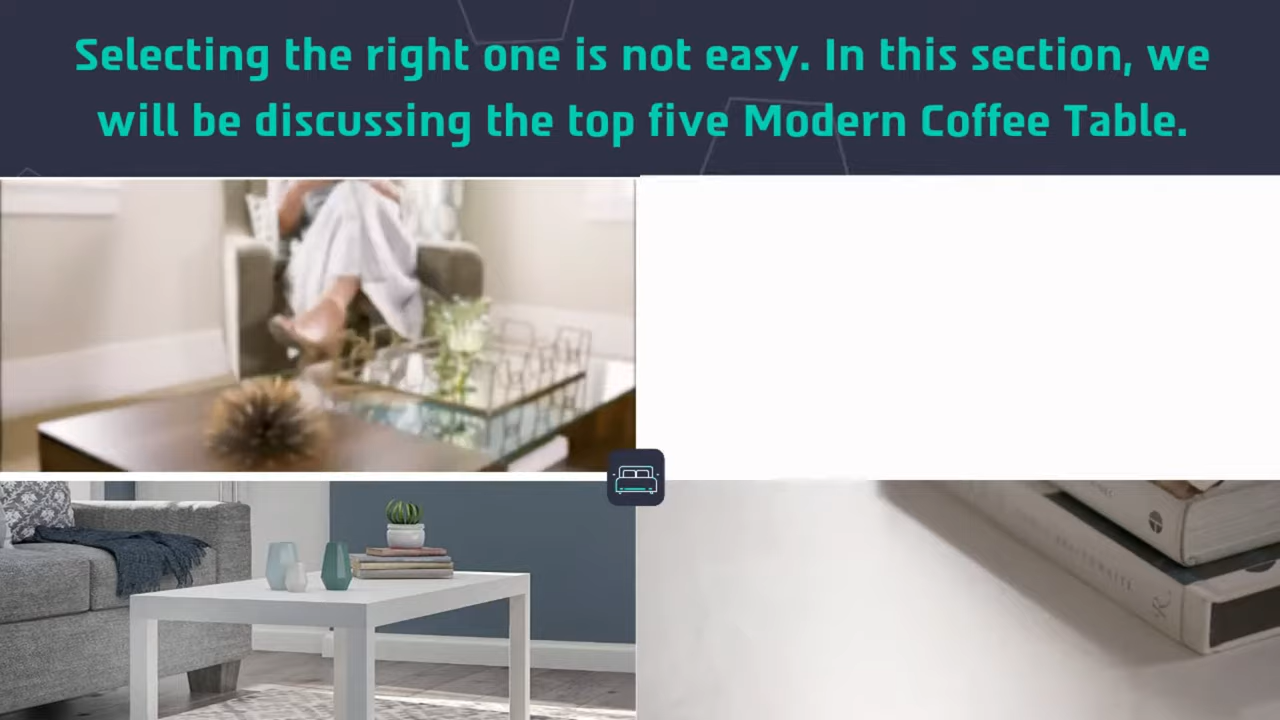 Selecting the right one is not easy. In this section, we
will be discussing the top five Modern Coffee Table.